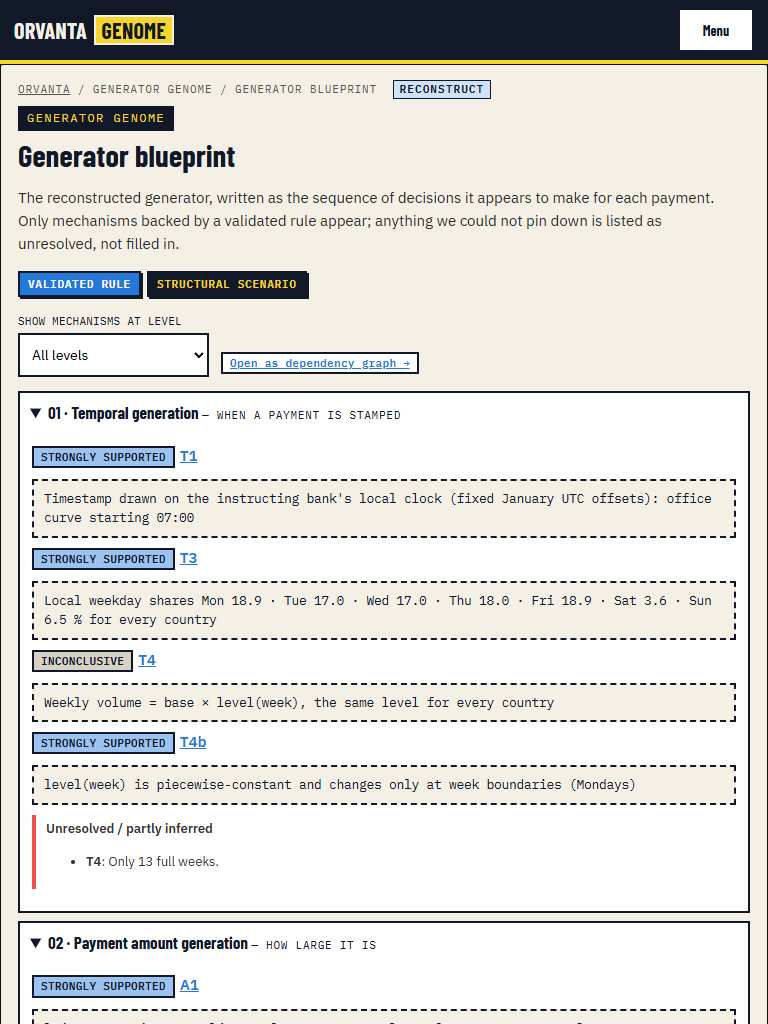 ORVANTA GENOME
Menu
ORVANTA / GENERATOR GENOME / GENERATOR BLUEPRINT RECONSTRUCT
GENERATOR GENOME
Generator blueprint
The reconstructed generator, written as the sequence of decisions it appears to make for each payment.
Only mechanisms backed by a validated rule appear; anything we could not pin down is listed as
unresolved, not filled in.
VALIDATED RULE STRUCTURAL SCENARIO
SHOW MECHANISMS AT LEVEL
All levels
Open as dependency graph →
▼ 01 · Temporal generation — WHEN A PAYMENT IS STAMPED
STRONGLY SUPPORTED T1
Timestamp drawn on the instructing bank's local clock (fixed January UTC offsets): office
curve starting 07:00
STRONGLY SUPPORTED T3
Local weekday shares Mon 18.9 · Tue 17.0 · Wed 17.0 · Thu 18.0 · Fri 18.9 · Sat 3.6 · Sun
6.5 % for every country
INCONCLUSIVE T4
Weekly volume = base × level(week), the same level for every country
STRONGLY SUPPORTED T4b
level(week) is piecewise-constant and changes only at week boundaries (Mondays)
Unresolved / partly inferred
• T4: Only 13 full weeks.
▼ 02 · Payment amount generation — HOW LARGE IT IS
STRONGLY SUPPORTED A1